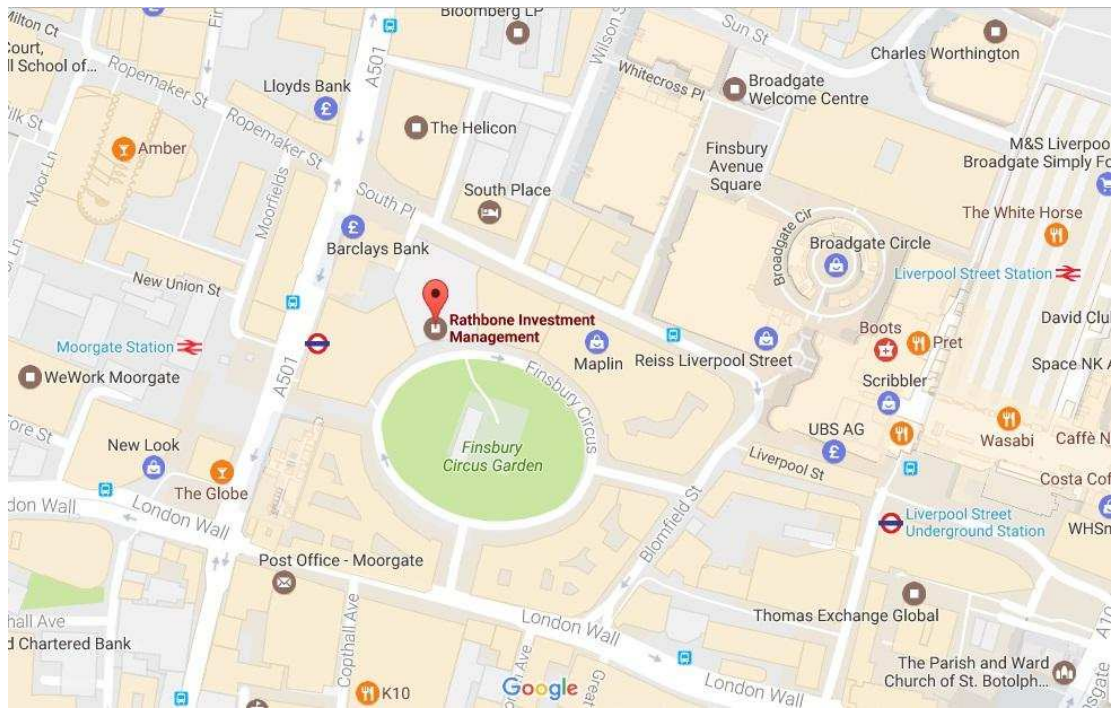 Milton Ct
Court,
ll School of...
Ropemaker St
Ropemaker St
Silk St
Moor Ln
Amber
Lloyds Bank
A501
Bloomberg LP
Wilson St
Sun St
Charles Worthington
Whitecross Pl
Broadgate
Welcome Centre
The Helicon
Finsbury
Avenue
Square
M&S Liverpoo
Broadgate Simply Fo
South Place
South Pl
Moorfields
Barclays Bank
Broadgate Cir
Broadgate Circle
The White Horse
Liverpool Street Station
New Union St
Rathbone Investment
Management
Maplin
Reiss Liverpool Street
Boots
Pret
David Clu
Moorgate Station
WeWork Moorgate
A501
Finsbury Circus
Scribbler
Space NK A
New Look
Finsbury
Circus Garden
UBS AG
Wasabi
Caffè N
The Globe
Liverpool St
Costa Cof
don Wall
London Wall
Blomfield St
Liverpool Street
Underground Station
WHSm
Post Office - Moorgate
Thomas Exchange Global
thall Ave
Copthall Ave
London Wall
A10
d Chartered Bank
The Parish and Ward
Church of St. Botolph...
K10
Google
Great
London Wall